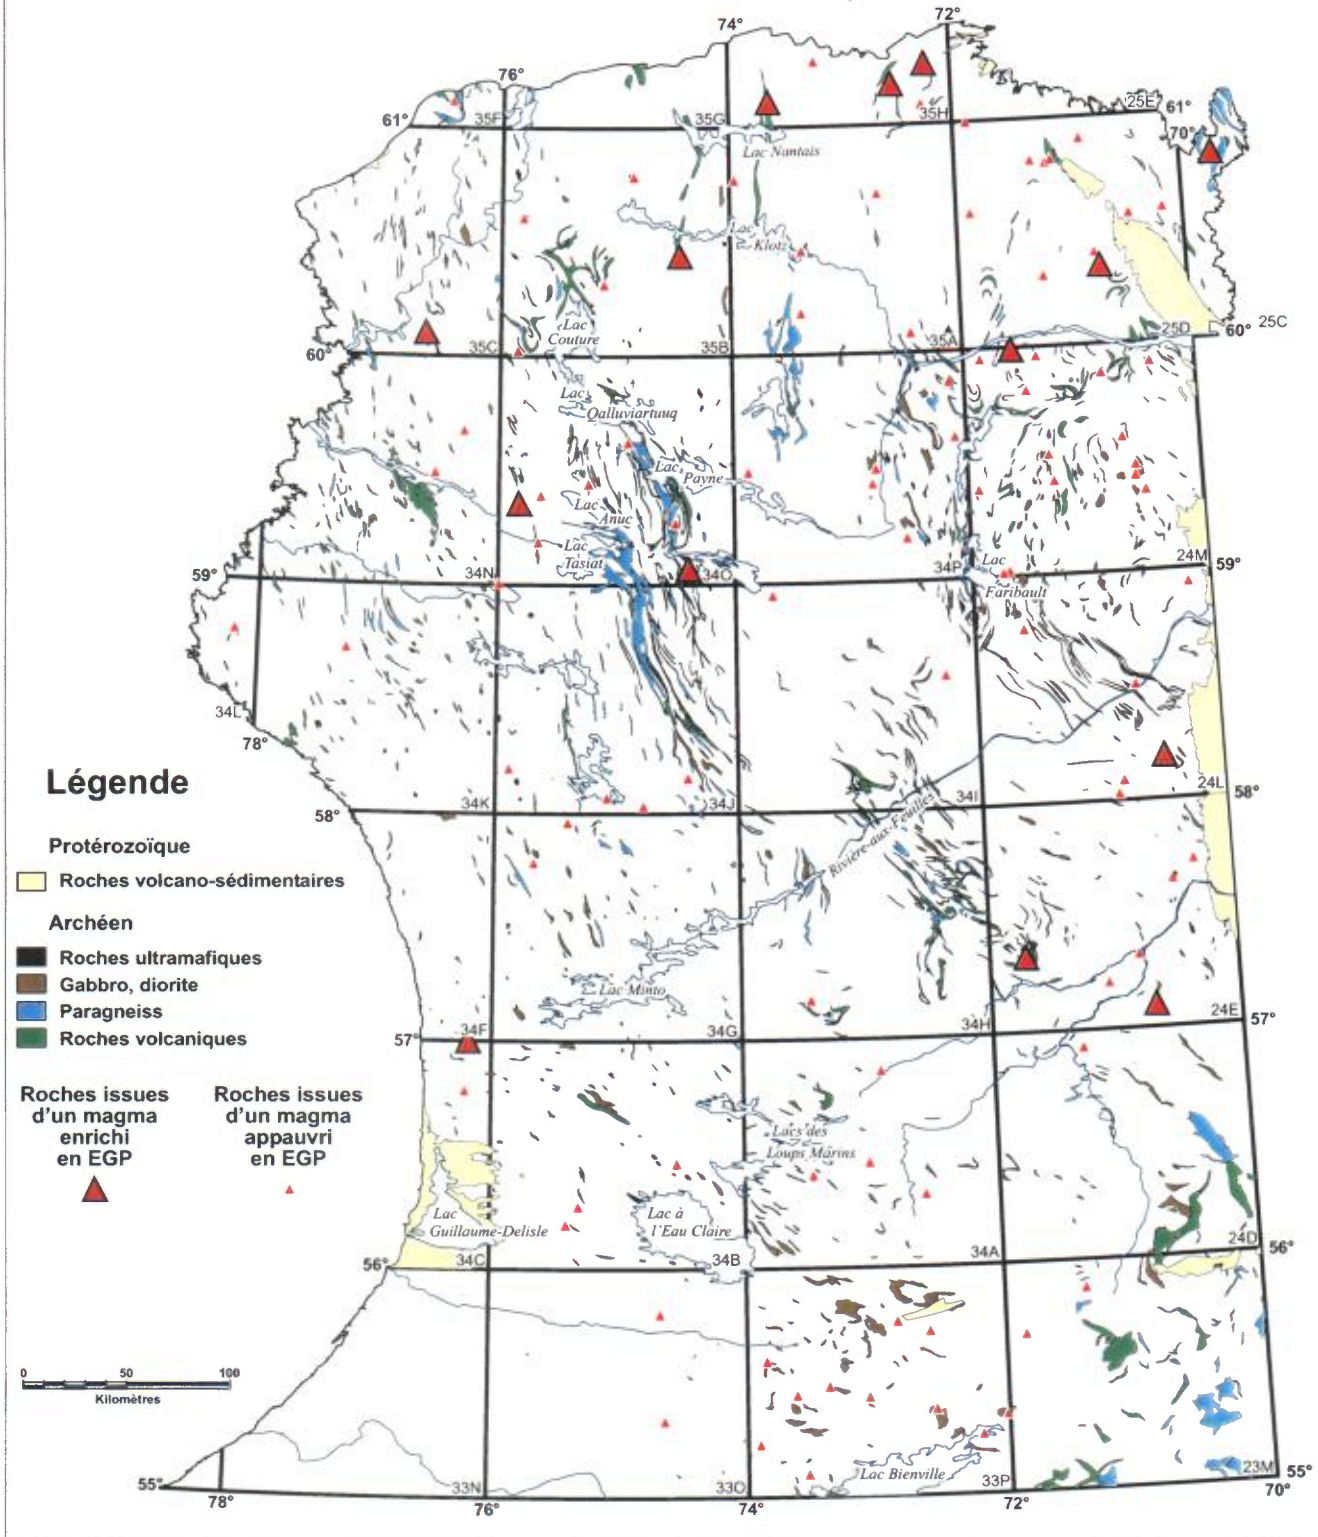 72°
74°
76°
25E
61°
35H
35G
35F
61°
70°
Lac Nantais
Lac
Klotz
Lac
Couture
25D
60°
25C
35A
35B
35C
60°
Lac
Qalluviartuuq
Lac
Payne
Lac
Anuc
Lac
Tasiat
Lac
Faribault
24M
59°
34P
34O
34N
59°
34L
78°
Légende
24L
58°
34I
34J
34K
58°
Rivière-aux-Feuilles
Protérozoïque
Roches volcano-sédimentaires
Archéen
Roches ultramafiques
Gabbro, diorite
Paragneiss
Roches volcaniques
Lac Minto
24E
57°
34H
34G
34F
57°
Roches issues
d'un magma
enrichi
en EGP
Roches issues
d'un magma
appauvri
en EGP
Lacs des
Loups Marins
Lac
Guillaume-Delisle
Lac à
l'Eau Claire
24D
56°
34A
34B
34C
56°
0 50 100
Kilomètres
Lac Bienville
23M
55°
33P
33O
33N
55°
78°
76°
74°
72°
70°